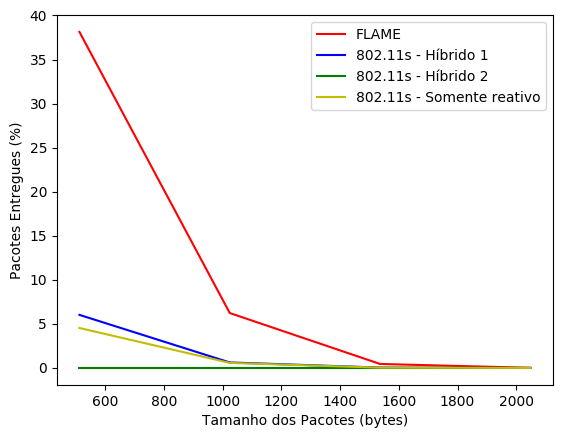 FLAME
802.11s - Híbrido 1
802.11s - Híbrido 2
802.11s - Somente reativo
Pacotes Entregues (%)
40
35
30
25
20
15
10
5
0
600 800 1000 1200 1400 1600 1800 2000
Tamanho dos Pacotes (bytes)